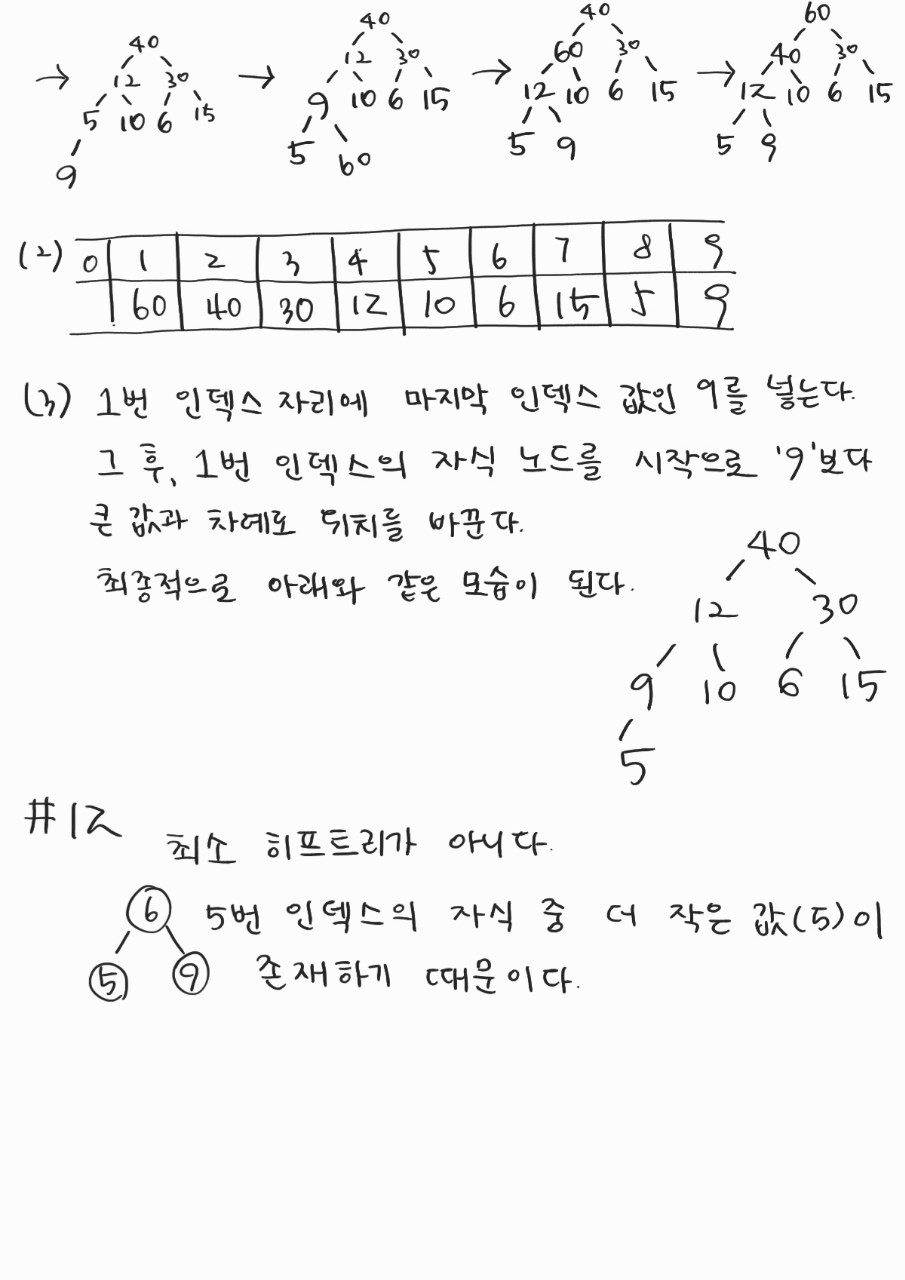 40 40 40 60
→ 12 30 → 12 30 → 60 30 → 40 30
5 10 6 15 9 10 6 15 12 10 6 15 12 10 6 15
9 5 60 5 9 5 9
(2) 0 1 2 3 4 5 6 7 8 9
60 40 30 12 10 6 15 5 9
(3) 1번 인덱스 자리에 마지막 인덱스 값인 9를 넣는다.
그 후, 1번 인덱스의 자식 노드를 시작으로 '9'보다
큰 값과 차례로 위치를 바꾼다.
최종적으로 아래와 같은 모습이 된다.
40
12 30
9 10 6 15
5
#12
최소 히프트리가 아니다.
6 5번 인덱스의 자식 중 더 작은 값(5)이
5 9 존재하기 때문이다.